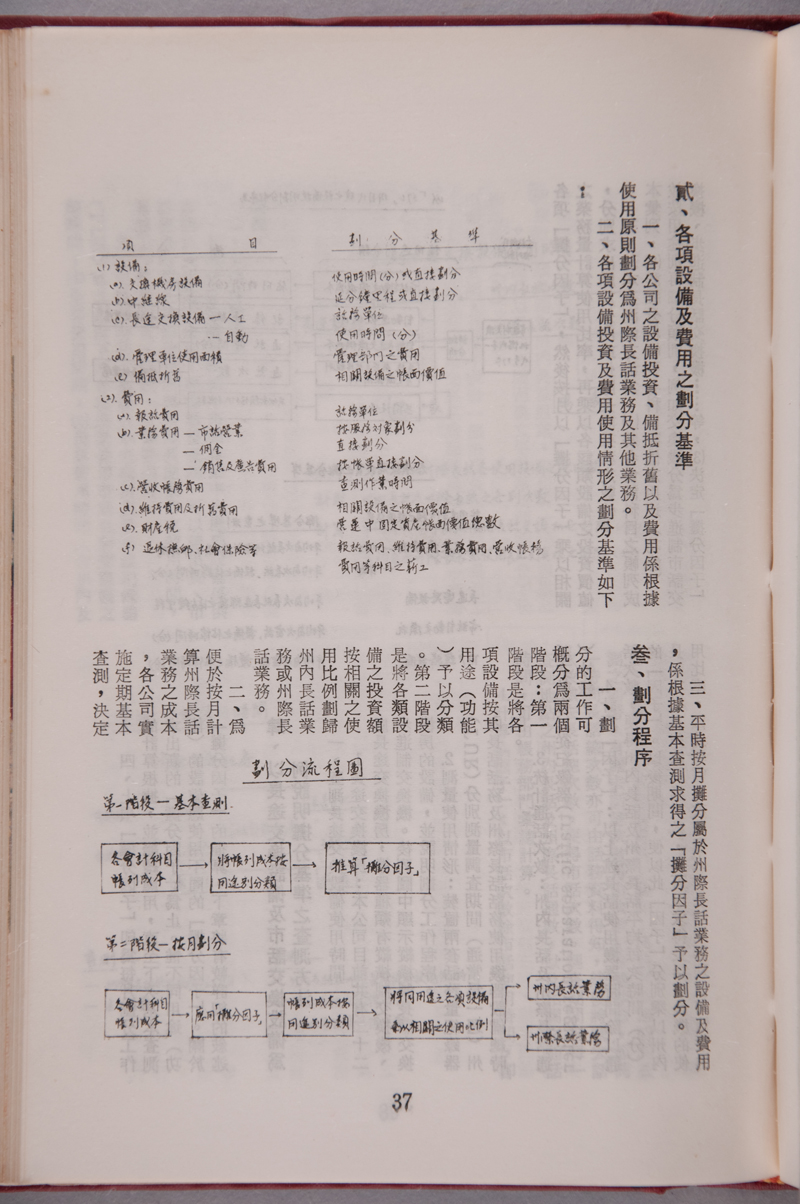 貳、各項設備及費用之劃分基準
一、各公司之設備投資、備抵折舊以及費用係根據
使用原則劃分爲州際長話業務及其他業務。
二、各項設備投資及費用使用情形之劃分基準如下
：
項 目 劃 分 基 準
(1) 設備：
(a). 交換機房設備 使用時間(分)或直接劃分
(b).中繼線 延分鐘里程或直接劃分
(c). 長途交換設備 — 人工 話務單位
— 自動 使用時間 (分)
(d). 管理單位使用面積 管理部門之費用
(e) 備抵折舊 相關設備之帳面價值
(2). 費用：
(a). 報話費用 話務單位
(b). 業務費用 — 市話營業 按服務對象劃分
— 佣金 直接劃分
— 銷售及廣告費用 按帳單直接劃分
(c). 營收帳務費用 查測作業時間
(d). 維持費用及折舊費用 相關設備之帳面價值
(e). 財產稅 營運中固定資產帳面價值總數
(f) 退休撫卹、社會保險等 報話費用、維持費用、業務費用、營收帳務
費用等科目之薪工
三、平時按月攤分屬於州際長話業務之設備及費用
，係根據基本查測求得之「攤分因子」予以劃分。
叁、劃分程序
一、劃
分的工作可
概分爲兩個
階段：第一
階段是將各
項設備按其
用途（功能
）予以分類
。第二階段
是將各類設
備之投資額
按相關之使
用比例劃歸
州內長話業
務或州際長
話業務。
二、爲
便於按月計
算州際長話
業務之成本
，各公司實
施定期基本
查測，決定
劃分流程圖
第一階段—基本查測
各會計科目
帳列成本
將帳列成本按
用途別分類
推算「攤分因子」
第二階段—按月劃分
各會計科目
帳列成本
應用「攤分因子」
帳列成本按
用途別分類
將同用途之各項設備
乘以相關之使用比例
州內長話業務
州際長話業務
37